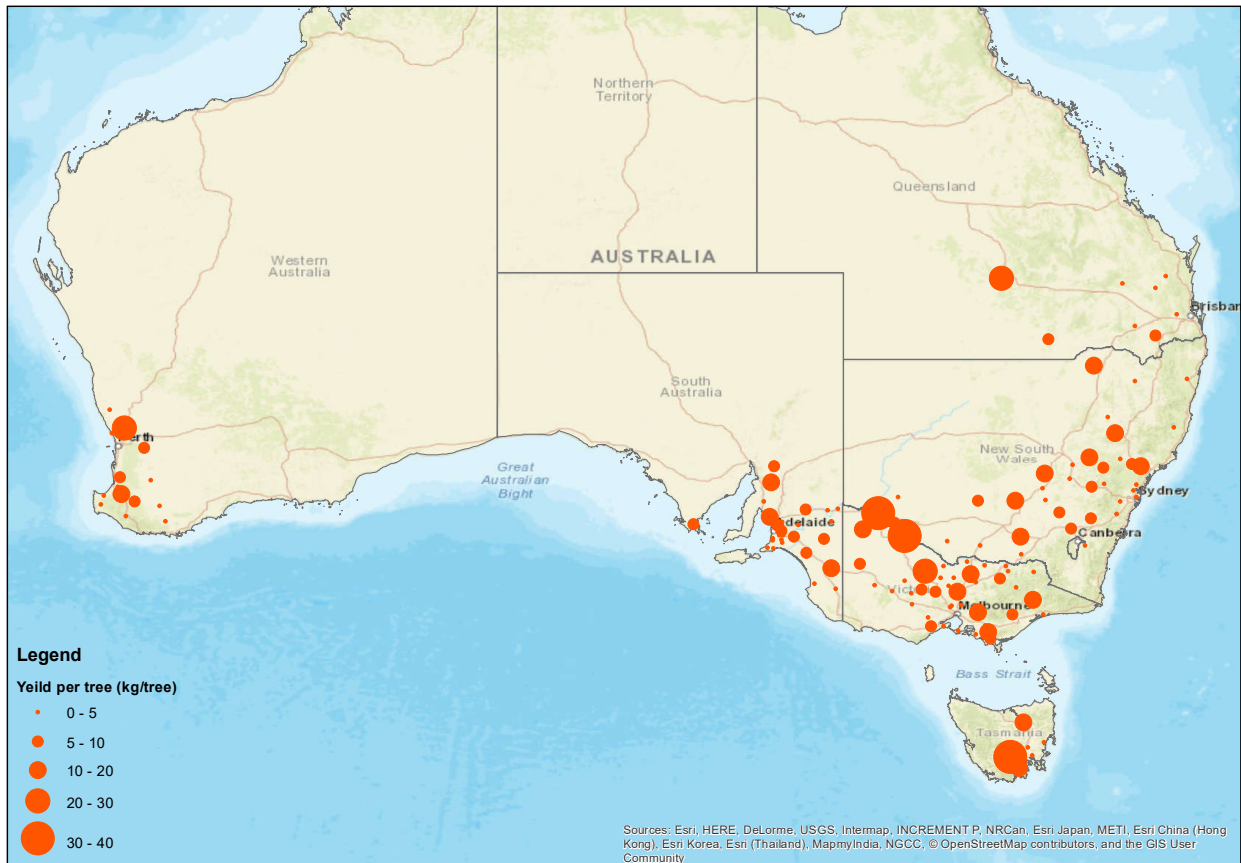 Northern
Territory
Queensland
AUSTRALIA
Western
Australia
South
Australia
Brisban
New South
Wales
Perth
Great
Australian
Bight
Sydney
Adelaide
Canberra
Victoria
Melbourne
Bass Strait
Tasmania
Legend
Yeild per tree (kg/tree)
0 - 5
5 - 10
10 - 20
20 - 30
30 - 40
Sources: Esri, HERE, DeLorme, USGS, Intermap, INCREMENT P, NRCan, Esri Japan, METI, Esri China (Hong
Kong), Esri Korea, Esri (Thailand), MapmyIndia, NGCC, © OpenStreetMap contributors, and the GIS User
Community